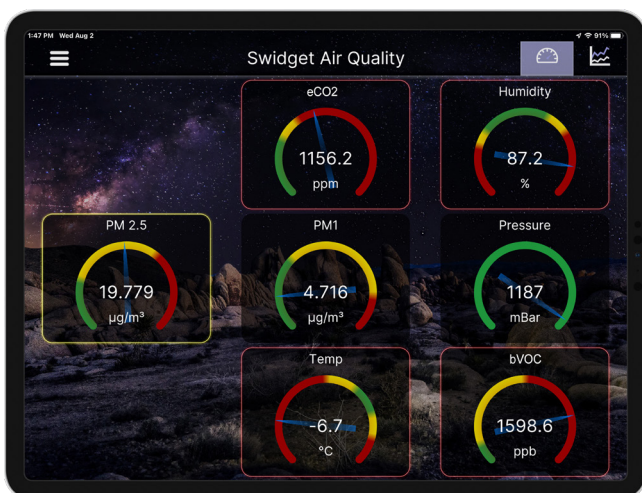 1:47 PM Wed Aug 2
91%
Swidget Air Quality
eCO2
1156.2
ppm
Humidity
87.2
%
PM 2.5
19.779
µg/m³
PM1
4.716
µg/m³
Pressure
1187
mBar
Temp
-6.7
°C
bVOC
1598.6
ppb